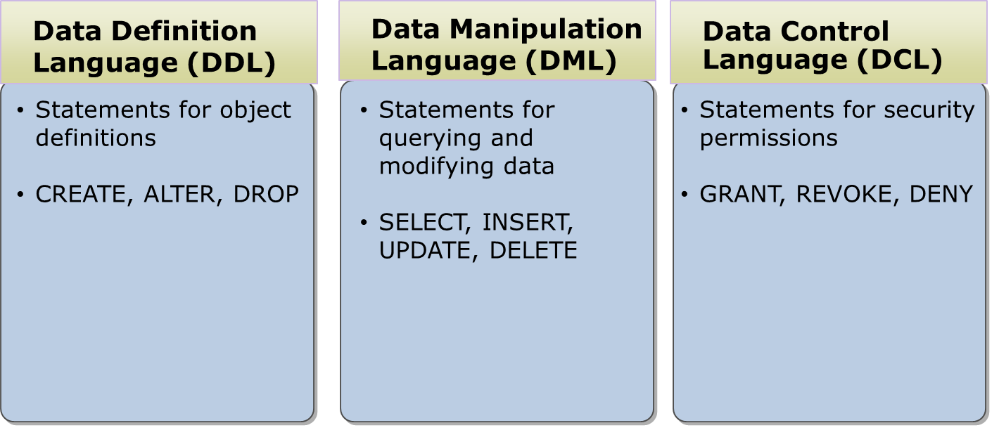 Data Definition
Language (DDL)
• Statements for object
definitions
• CREATE, ALTER, DROP
Data Manipulation
Language (DML)
• Statements for
querying and
modifying data
• SELECT, INSERT,
UPDATE, DELETE
Data Control
Language (DCL)
• Statements for security
permissions
• GRANT, REVOKE, DENY